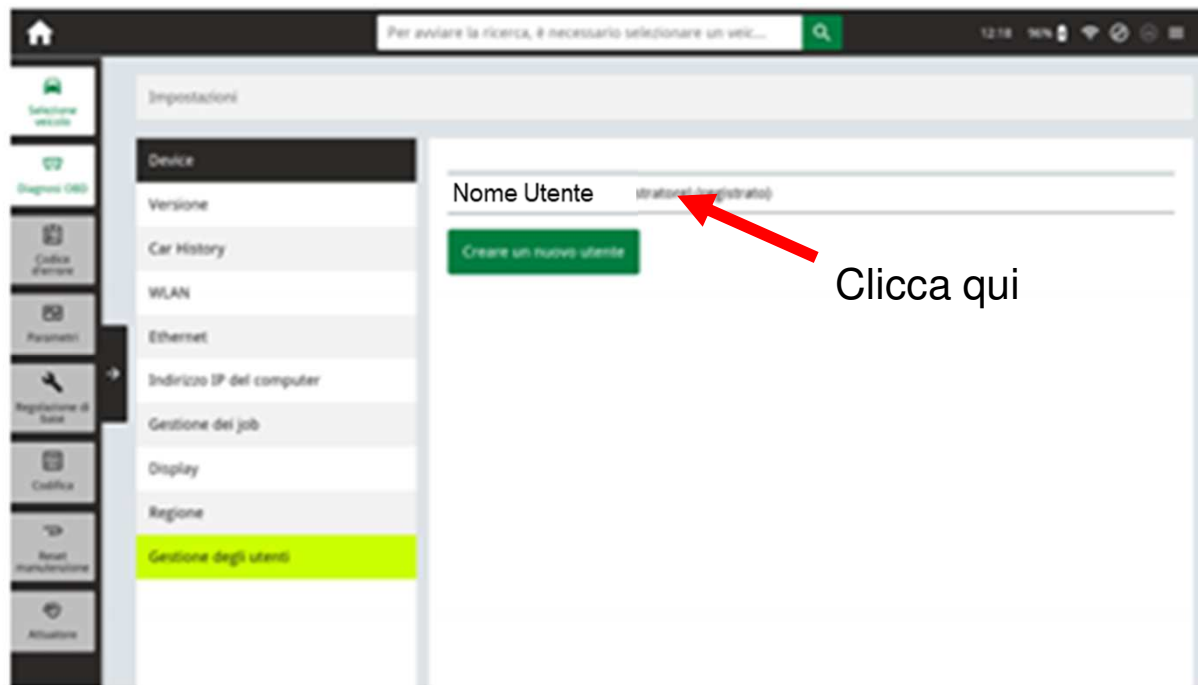 Per avviare la ricerca, è necessario selezionare un veic...
12:18 96%
Selezione
veicolo
Diagnosi OBD
Codice
d'errore
Parametri
Regolazione di
base
Codifica
Reset
manutenzione
Attuatore
Impostazioni
Device
Versione
Car History
WLAN
Ethernet
Indirizzo IP del computer
Gestione dei job
Display
Regione
Gestione degli utenti
Nome Utente
Creare un nuovo utente
Clicca qui